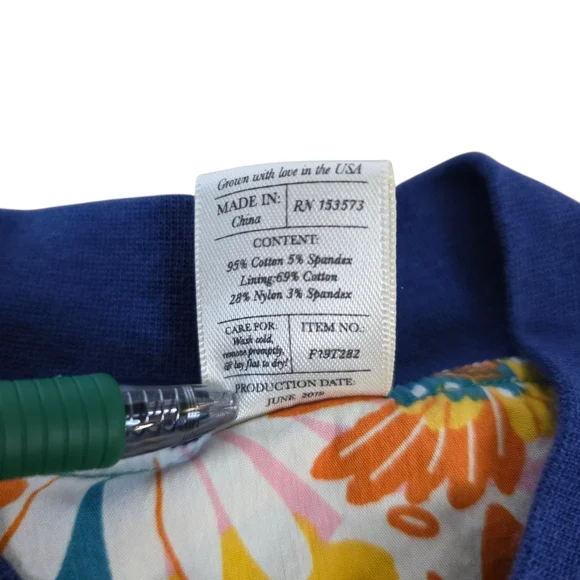 Grown with love in the USA
MADE IN: China
RN 153573
CONTENT:
95% Cotton 5% Spandex
Lining:69% Cotton
28% Nylon 3% Spandex
CARE FOR:
Wash cold,
remove promptly,
& lay flat to dry!
ITEM NO.:
F19T282
PRODUCTION DATE:
JUNE 2019